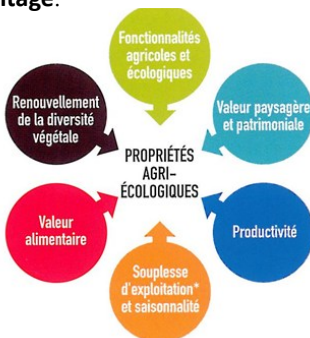 itage.
Fonctionnalités
agricoles et
écologiques
Renouvellement
de la diversité
végétale
Valeur paysagère
et patrimoniale
PROPRIÉTÉS
AGRI-
ÉCOLOGIQUES
Valeur
alimentaire
Productivité
Souplesse
d'exploitation*
et saisonnalité